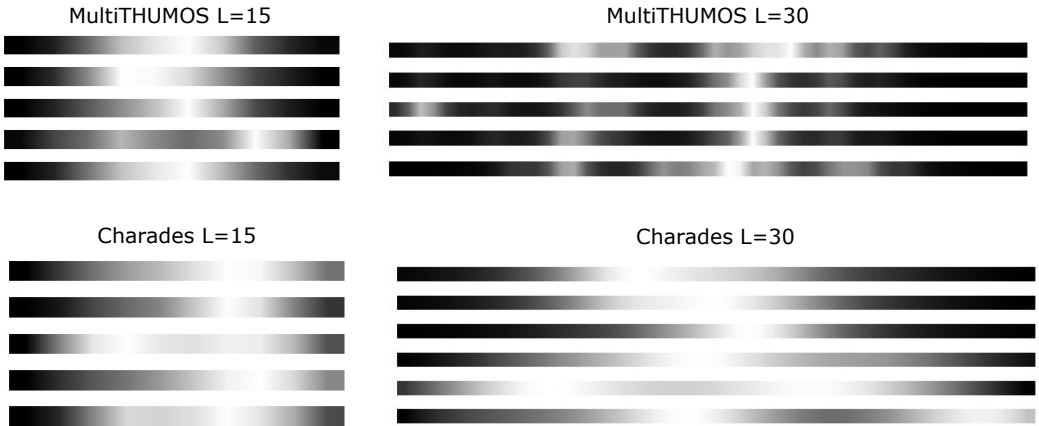 MultiTHUMOS L=15
MultiTHUMOS L=30
Charades L=15
Charades L=30